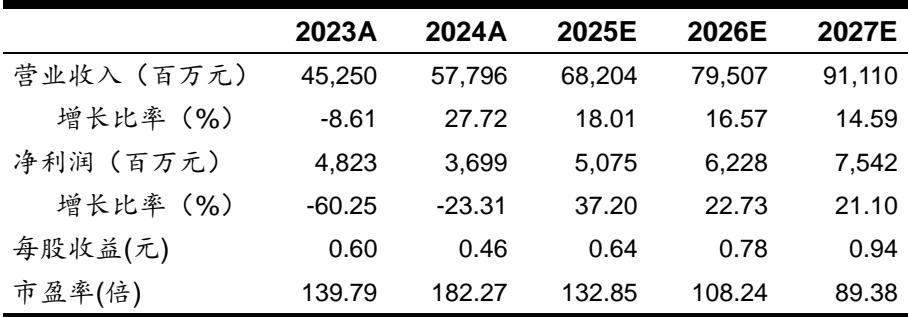 2023A 2024A 2025E 2026E 2027E
营业收入（百万元） 45,250 57,796 68,204 79,507 91,110
增长比率（%） -8.61 27.72 18.01 16.57 14.59
净利润（百万元） 4,823 3,699 5,075 6,228 7,542
增长比率（%） -60.25 -23.31 37.20 22.73 21.10
每股收益(元) 0.60 0.46 0.64 0.78 0.94
市盈率(倍) 139.79 182.27 132.85 108.24 89.38